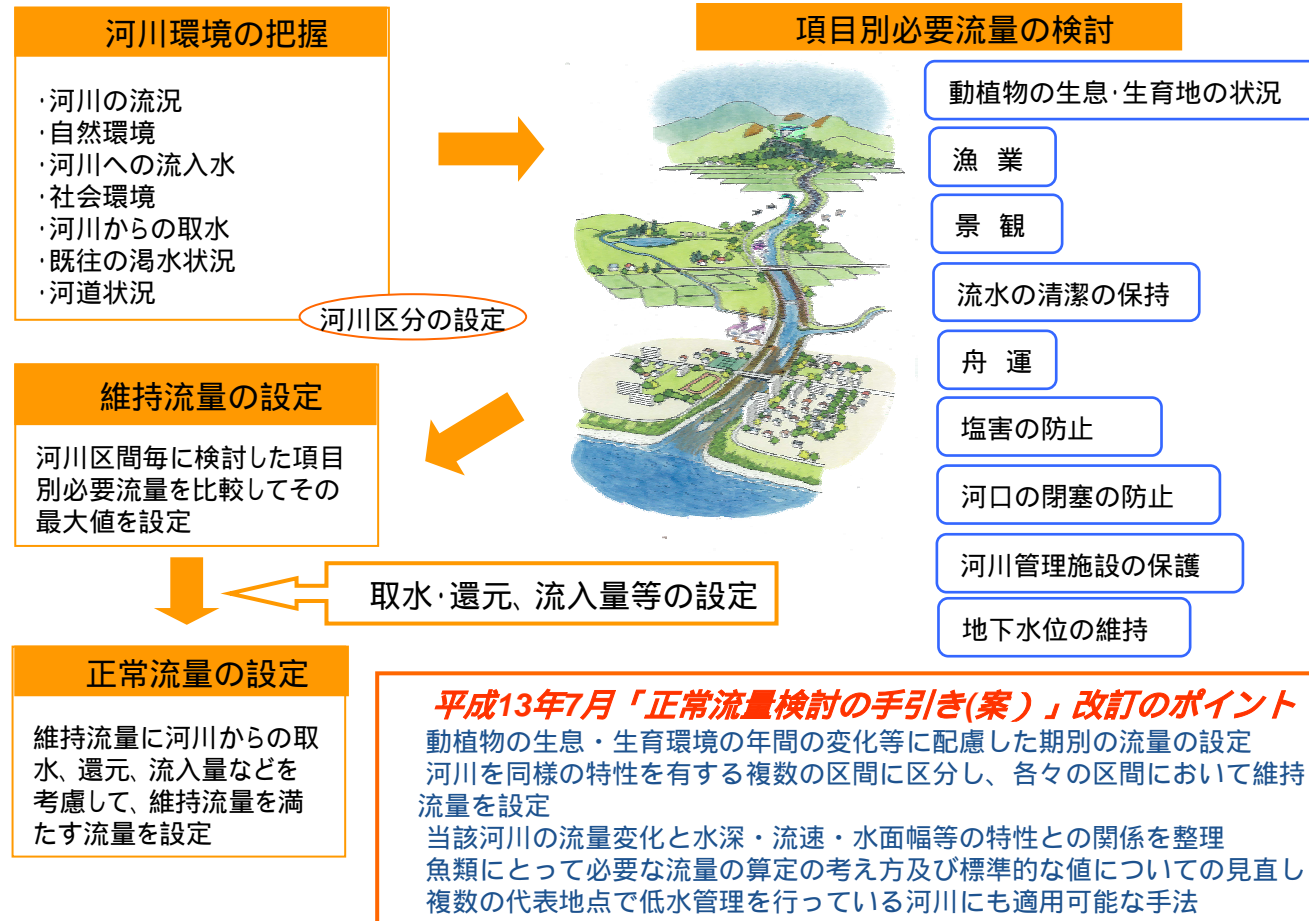 河川環境の把握
·河川の流況
·自然環境
·河川への流入水
·社会環境
·河川からの取水
·既往の渇水状況
·河道状況
河川区分の設定
項目別必要流量の検討
動植物の生息·生育地の状況
漁 業
景 観
流水の清潔の保持
舟 運
塩害の防止
河口の閉塞の防止
河川管理施設の保護
地下水位の維持
維持流量の設定
河川区間毎に検討した項目
別必要流量を比較してその
最大値を設定
取水·還元、流入量等の設定
正常流量の設定
維持流量に河川からの取
水、還元、流入量などを
考慮して、維持流量を満
たす流量を設定
平成13年7月「正常流量検討の手引き(案）」改訂のポイント
動植物の生息・生育環境の年間の変化等に配慮した期別の流量の設定
河川を同様の特性を有する複数の区間に区分し、各々の区間において維持
流量を設定
当該河川の流量変化と水深・流速・水面幅等の特性との関係を整理
魚類にとって必要な流量の算定の考え方及び標準的な値についての見直し
複数の代表地点で低水管理を行っている河川にも適用可能な手法